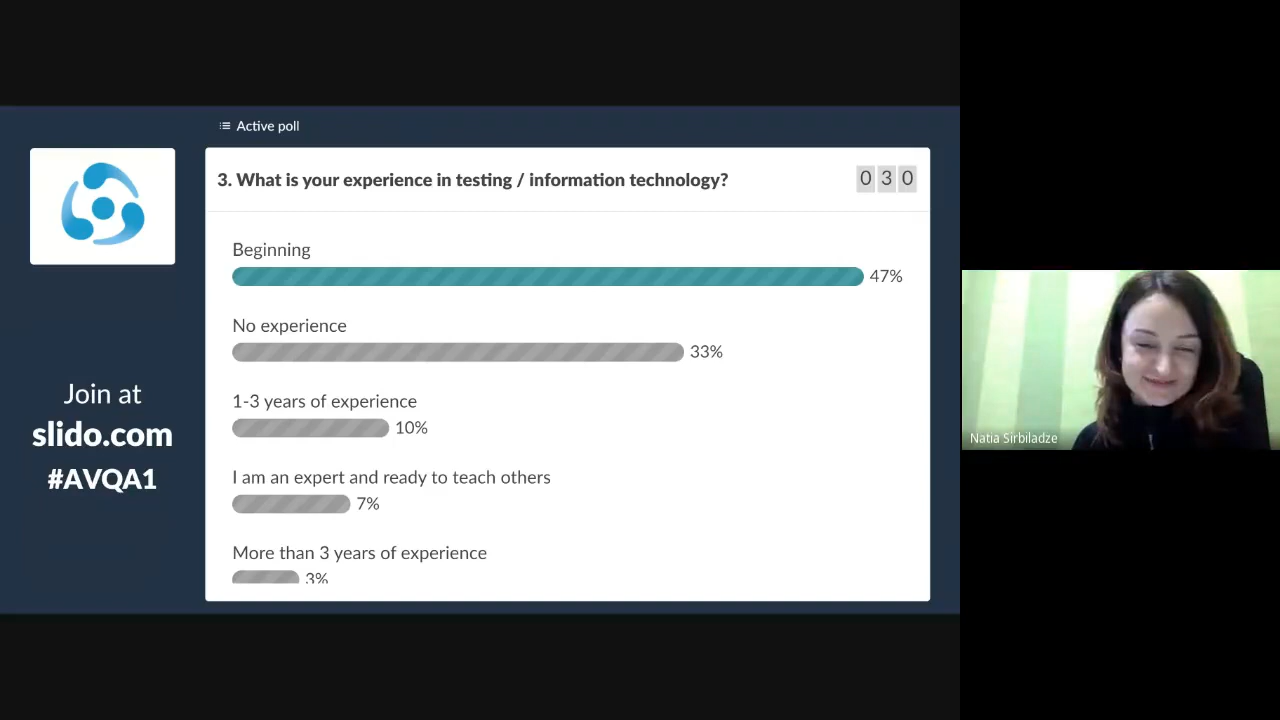 Active poll
3. What is your experience in testing / information technology?
030
Beginning
47%
No experience
33%
1-3 years of experience
10%
I am an expert and ready to teach others
7%
More than 3 years of experience
3%
Join at
slido.com
#AVQA1
Natia Sirbiladze